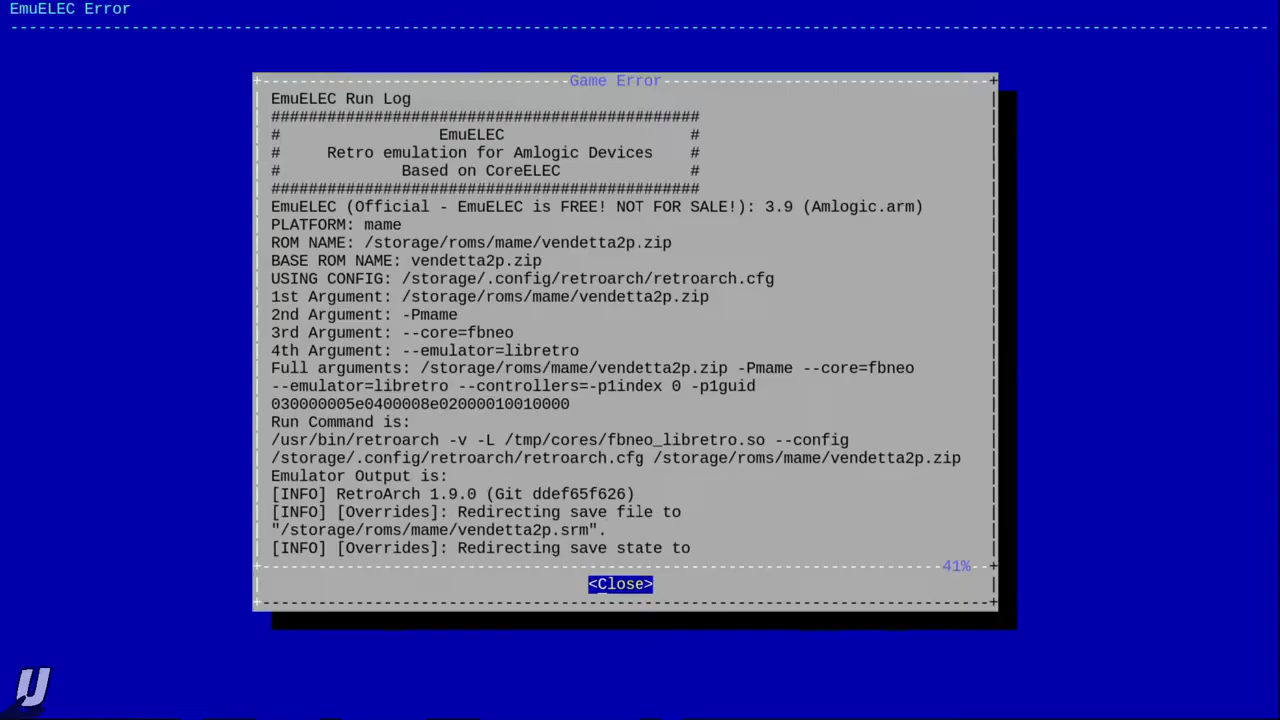 EmuELEC Error
Game Error
EmuELEC Run Log
##############################################
# EmuELEC #
# Retro emulation for Amlogic Devices #
# Based on CoreELEC #
##############################################
EmuELEC (Official - EmuELEC is FREE! NOT FOR SALE!): 3.9 (Amlogic.arm)
PLATFORM: mame
ROM NAME: /storage/roms/mame/vendetta2p.zip
BASE ROM NAME: vendetta2p.zip
USING CONFIG: /storage/.config/retroarch/retroarch.cfg
1st Argument: /storage/roms/mame/vendetta2p.zip
2nd Argument: -Pmame
3rd Argument: --core=fbneo
4th Argument: --emulator=libretro
Full arguments: /storage/roms/mame/vendetta2p.zip -Pmame --core=fbneo
--emulator=libretro --controllers=-p1index 0 -p1guid
030000005e0400008e02000010010000
Run Command is:
/usr/bin/retroarch -v -L /tmp/cores/fbneo_libretro.so --config
/storage/.config/retroarch/retroarch.cfg /storage/roms/mame/vendetta2p.zip
Emulator Output is:
[INFO] RetroArch 1.9.0 (Git ddef65f626)
[INFO] [Overrides]: Redirecting save file to
"/storage/roms/mame/vendetta2p.srm".
[INFO] [Overrides]: Redirecting save state to
41%
<Close>
U